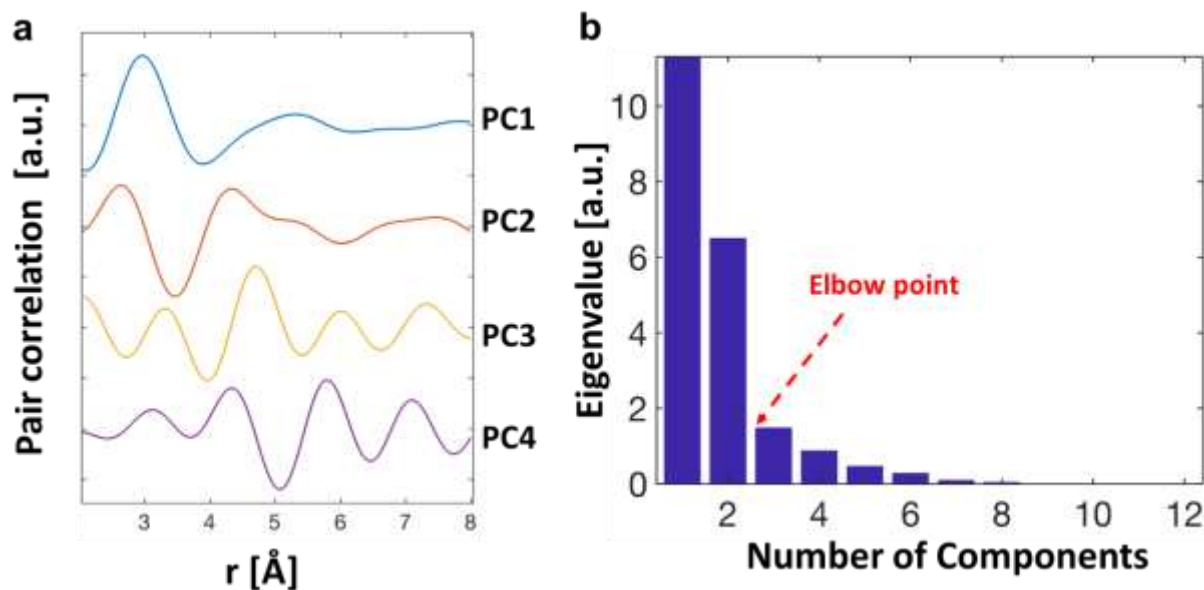 a
Pair correlation [a.u.]
PC1
PC2
PC3
PC4
3 4 5 6 7 8
r [Å]
b
Eigenvalue [a.u.]
10
8
6
4
2
0
Elbow point
2 4 6 8 10 12
Number of Components